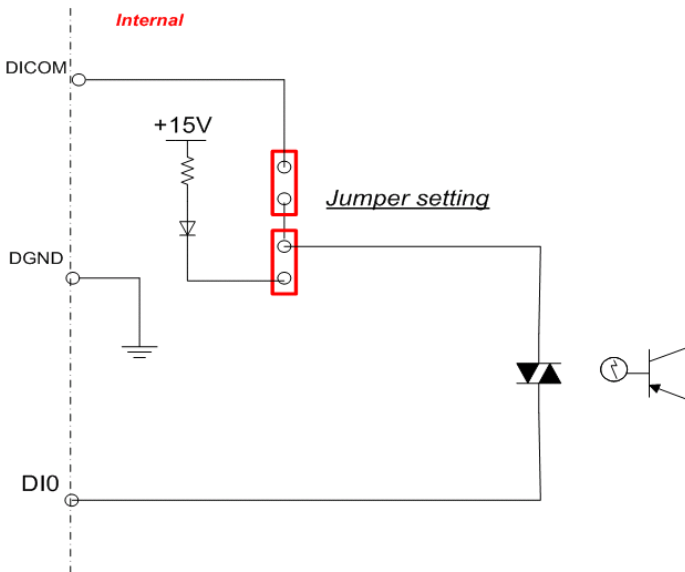 Internal
DICOM
+15V
Jumper setting
DGND
DI0